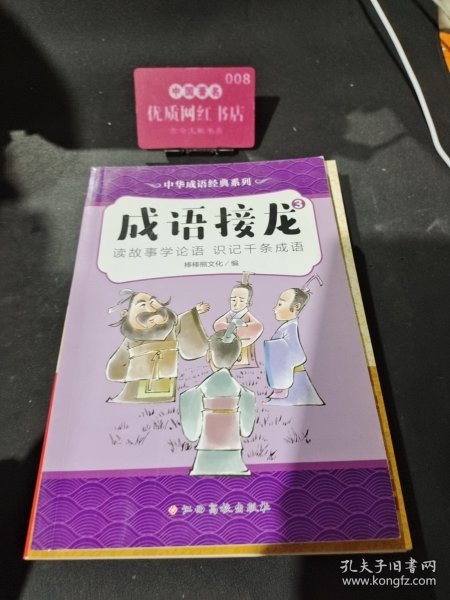 008
中国著名
优质网红书店
中华成语经典系列
成语接龙3
读故事学论语 识记千条成语
棒棒熊文化/编
江西高校出版社
孔夫子旧书网
www.kongfz.com